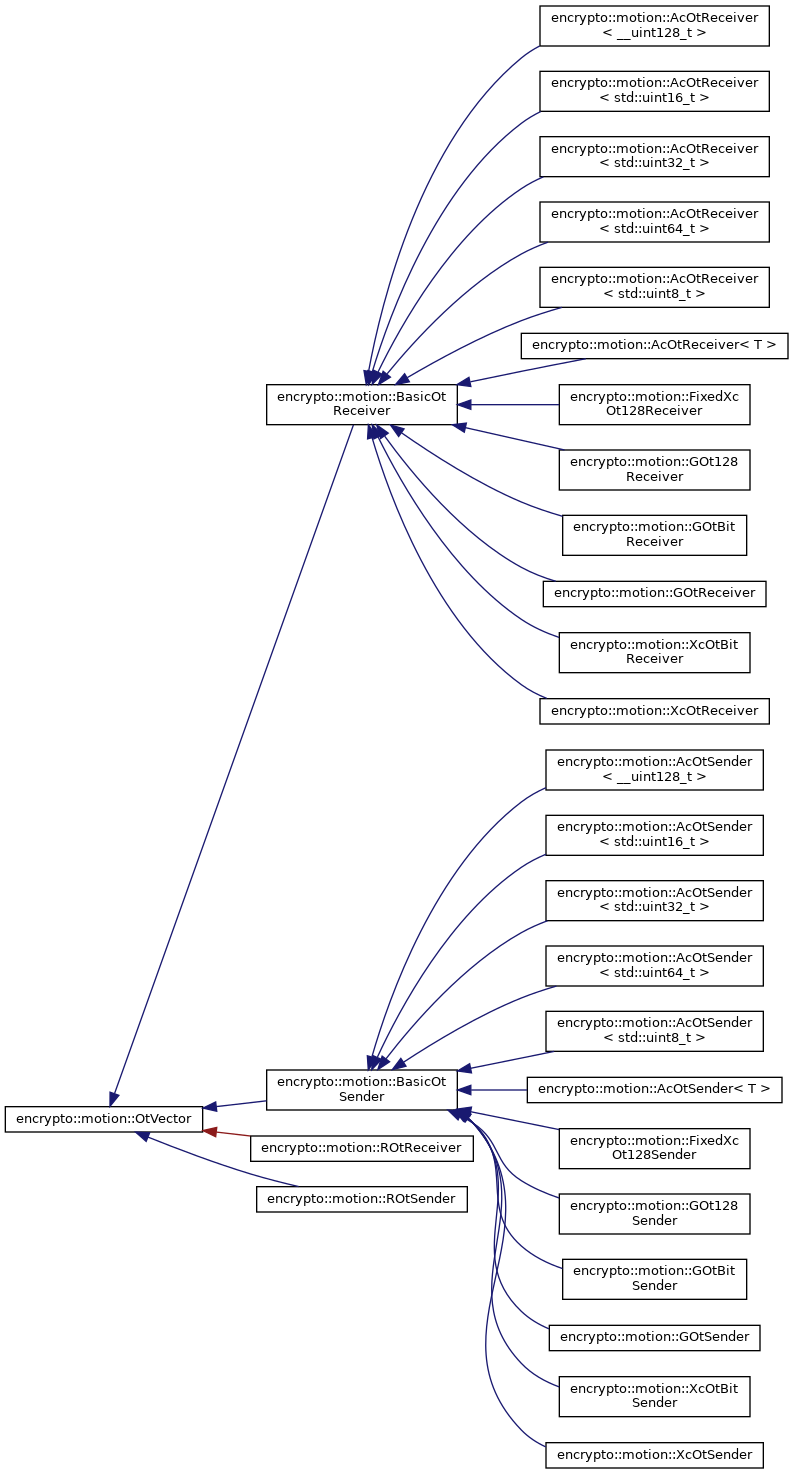 encrypto::motion::AcOtReceiver
< __uint128_t >
encrypto::motion::AcOtReceiver
< std::uint16_t >
encrypto::motion::AcOtReceiver
< std::uint32_t >
encrypto::motion::AcOtReceiver
< std::uint64_t >
encrypto::motion::AcOtReceiver
< std::uint8_t >
encrypto::motion::AcOtReceiver< T >
encrypto::motion::BasicOt
Receiver
encrypto::motion::FixedXc
Ot128Receiver
encrypto::motion::GOt128
Receiver
encrypto::motion::GOtBit
Receiver
encrypto::motion::GOtReceiver
encrypto::motion::XcOtBit
Receiver
encrypto::motion::XcOtReceiver
encrypto::motion::AcOtSender
< __uint128_t >
encrypto::motion::AcOtSender
< std::uint16_t >
encrypto::motion::AcOtSender
< std::uint32_t >
encrypto::motion::AcOtSender
< std::uint64_t >
encrypto::motion::AcOtSender
< std::uint8_t >
encrypto::motion::BasicOt
Sender
encrypto::motion::AcOtSender< T >
encrypto::motion::OtVector
encrypto::motion::ROtReceiver
encrypto::motion::FixedXc
Ot128Sender
encrypto::motion::ROtSender
encrypto::motion::GOt128
Sender
encrypto::motion::GOtBit
Sender
encrypto::motion::GOtSender
encrypto::motion::XcOtBit
Sender
encrypto::motion::XcOtSender